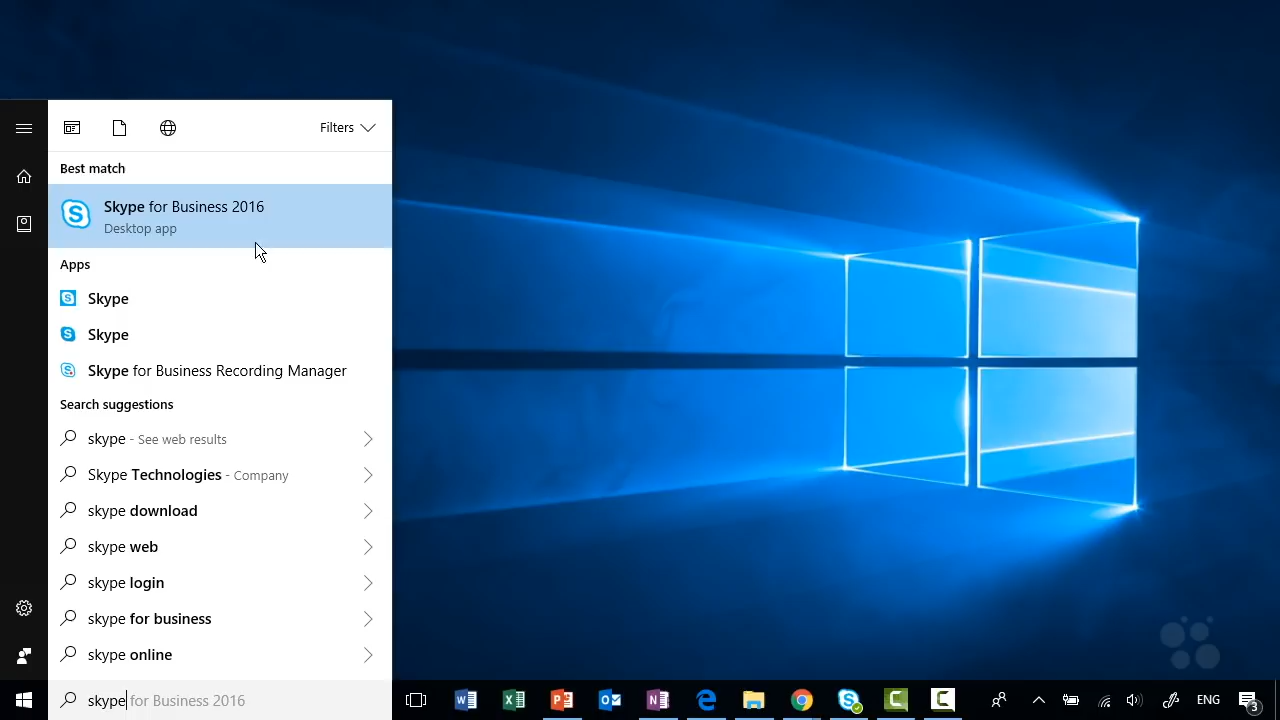 Filters
Best match
Skype for Business 2016
Desktop app
Apps
Skype
Skype
Skype for Business Recording Manager
Search suggestions
skype - See web results
Skype Technologies - Company
skype download
skype web
skype login
skype for business
skype online
skype for Business 2016
ENG
3